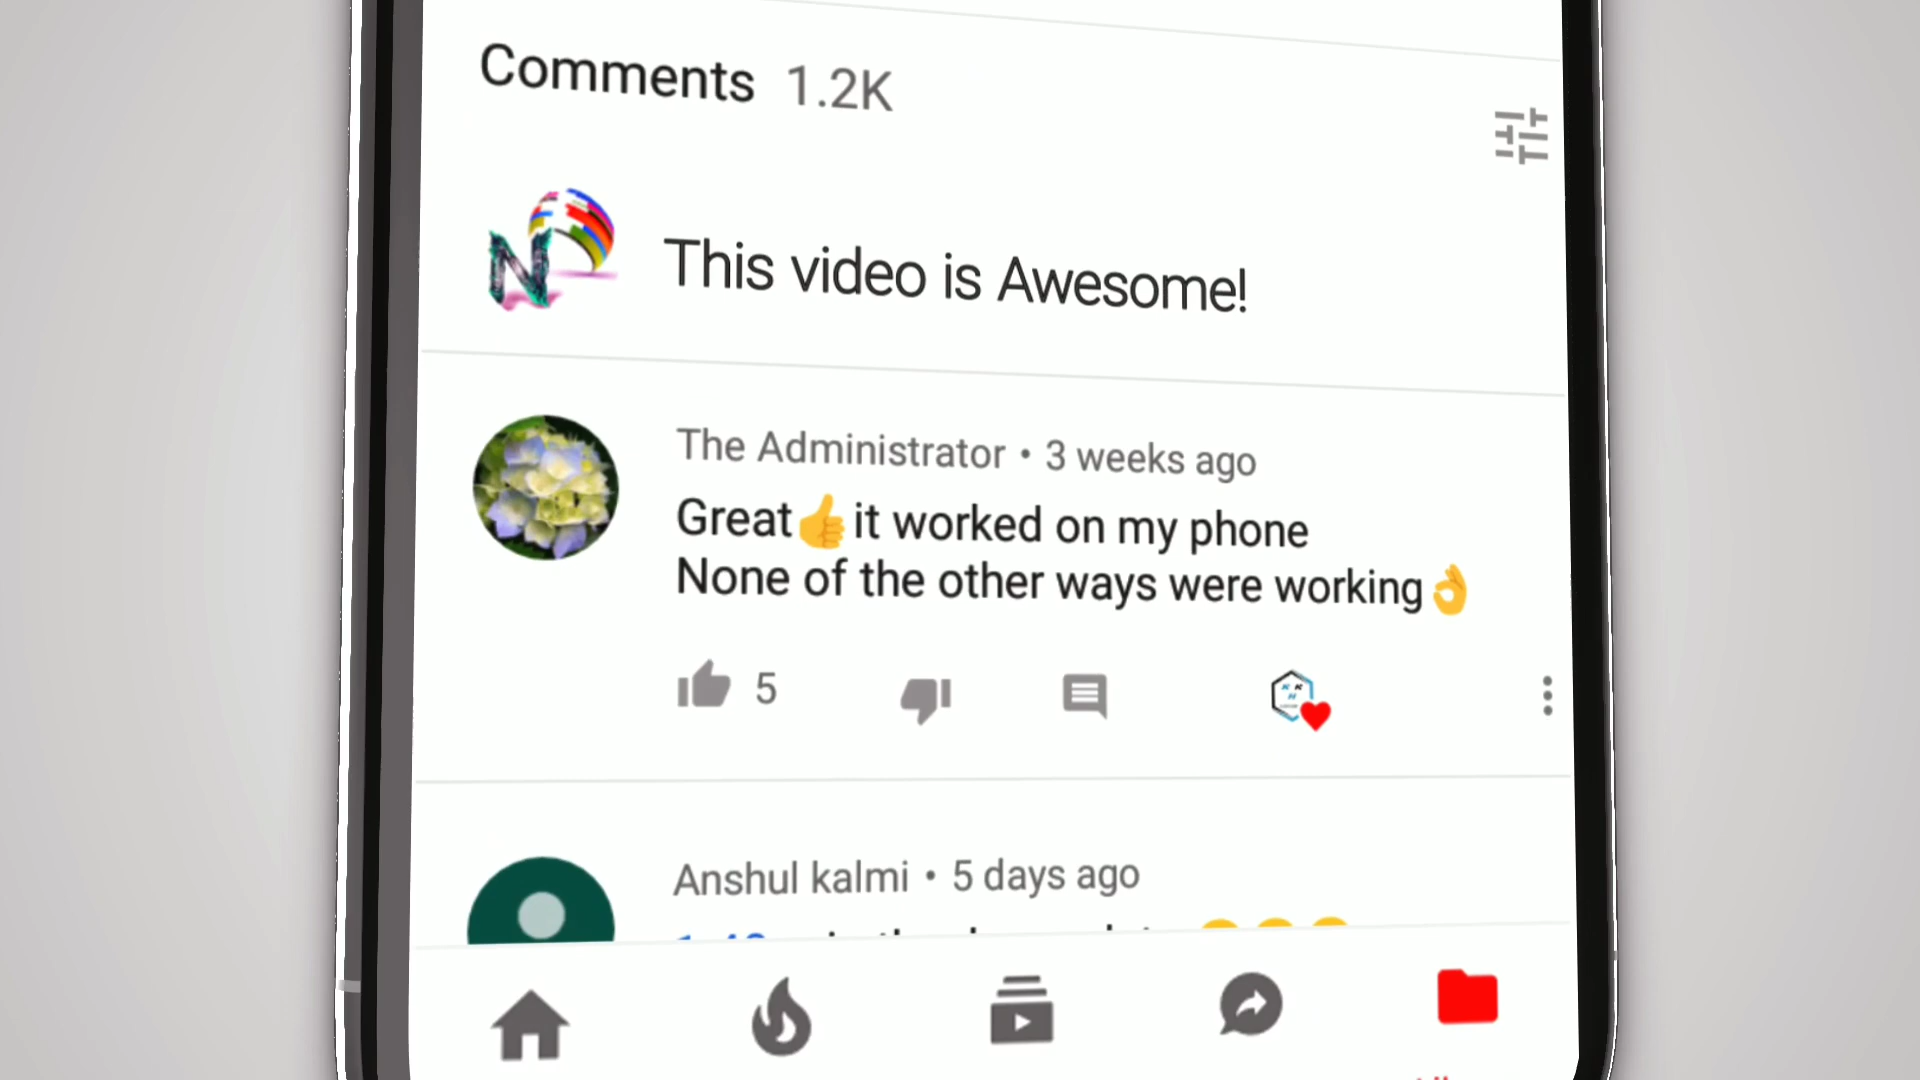 Comments 1.2K
This video is Awesome!
The Administrator • 3 weeks ago
Great👍it worked on my phone
None of the other ways were working👌
5
Anshul kalmi • 5 days ago